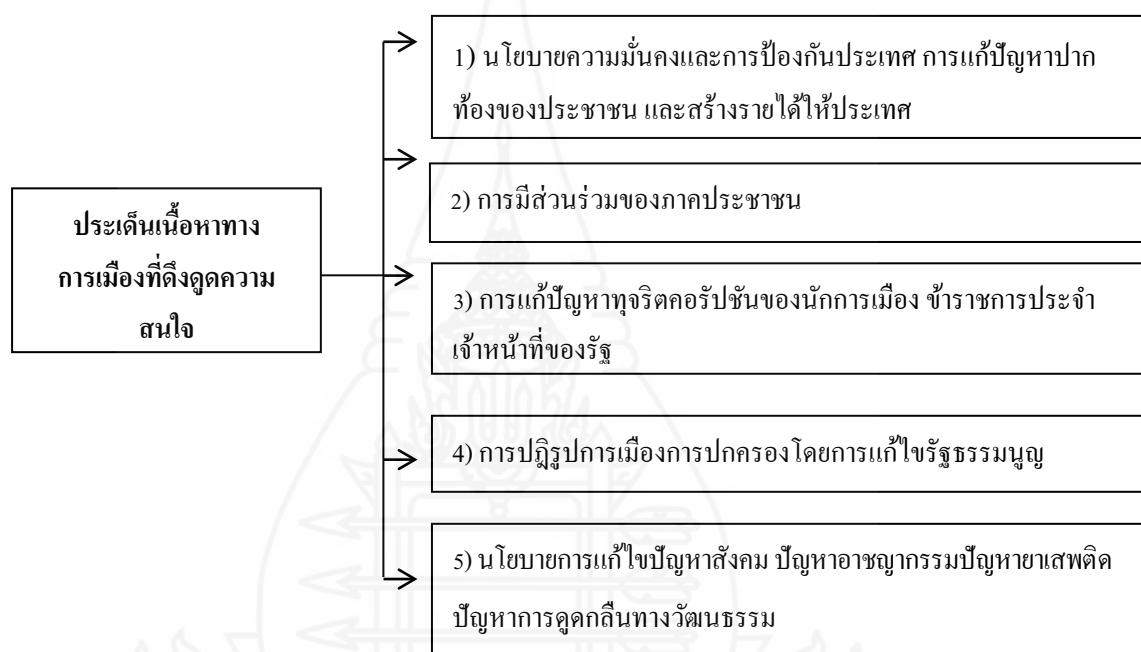 1) นโยบายความมั่นคงและการป้องกันประเทศ การแก้ปัญหาปาก
ท้องของประชาชน และสร้างรายได้ให้ประเทศ
2) การมีส่วนร่วมของภาคประชาชน
ประเด็นเนื้อหาทาง
การเมืองที่ดึงดูดความ
สนใจ
3) การแก้ปัญหาทุจริตคอรัปชันของนักการเมือง ข้าราชการประจำ
เจ้าหน้าที่ของรัฐ
4) การปฎิรูปการเมืองการปกครองโดยการแก้ไขรัฐธรรมนูญ
5) นโยบายการแก้ไขปัญหาสังคม ปัญหาอาชญากรรมปัญหายาเสพติด
ปัญหาการดูดกลืนทางวัฒนธรรม